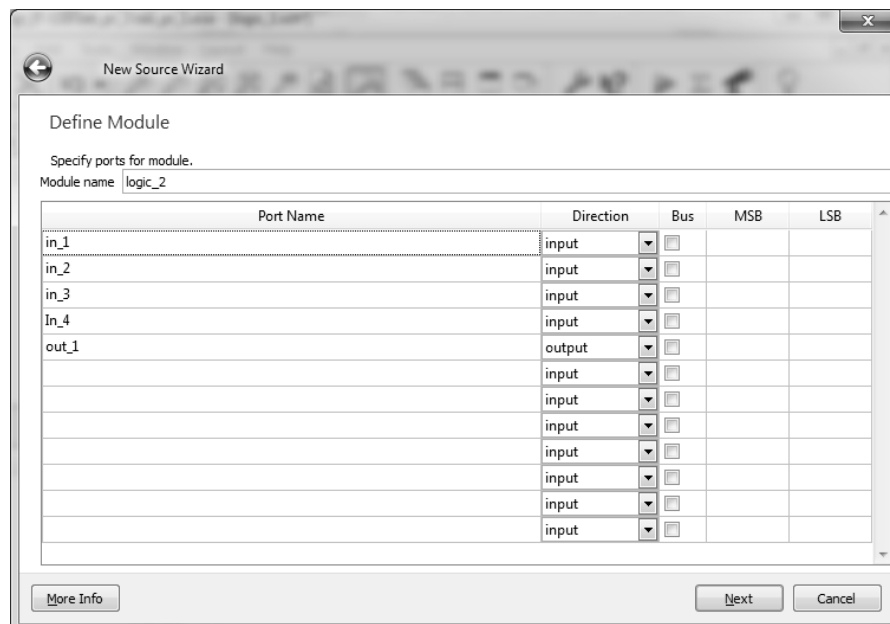 New Source Wizard
Define Module
Specify ports for module.
Module name logic_2
Port Name Direction Bus MSB LSB
in_1 input
in_2 input
in_3 input
In_4 input
out_1 output
input
input
input
input
input
input
input
More Info Next Cancel